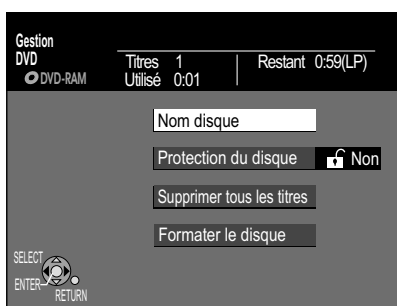 Gestion
DVD
DVD-RAM
Titres 1
Utilisé 0:01
Restant 0:59(LP)
Nom disque
Protection du disque Non
Supprimer tous les titres
Formater le disque
SELECT
ENTER
RETURN